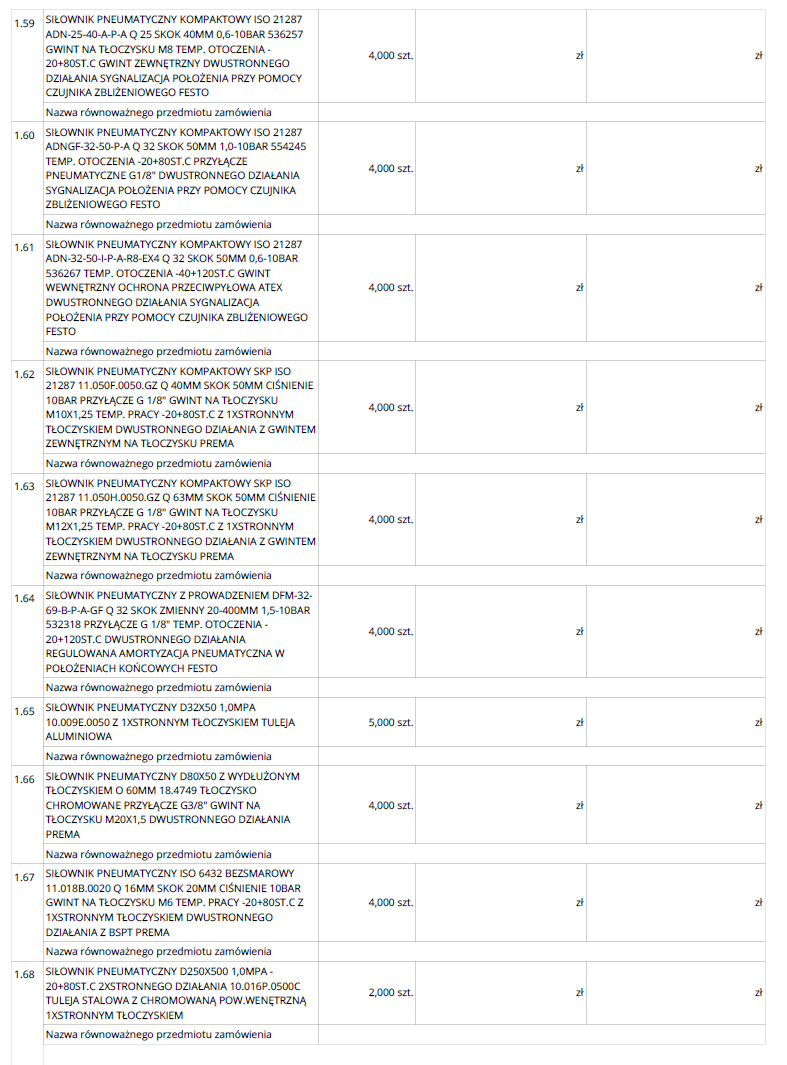 1.59
SIŁOWNIK PNEUMATYCZNY KOMPAKTOWY ISO 21287
ADN-25-40-A-P-A Q 25 SKOK 40MM 0,6-10BAR 536257
GWINT NA TŁOCZYSKU M8 TEMP. OTOCZENIA -
20+80ST.C GWINT ZEWNĘTRZNY DWUSTRONNEGO
DZIAŁANIA SYGNALIZACJA POŁOŻENIA PRZY POMOCY
CZUJNIKA ZBLIŻENIOWEGO FESTO
4,000 szt.
zł
zł
Nazwa równoważnego przedmiotu zamówienia
1.60
SIŁOWNIK PNEUMATYCZNY KOMPAKTOWY ISO 21287
ADNGF-32-50-P-A Q 32 SKOK 50MM 1,0-10BAR 554245
TEMP. OTOCZENIA -20+80ST.C PRZYŁĄCZE
PNEUMATYCZNE G1/8" DWUSTRONNEGO DZIAŁANIA
SYGNALIZACJA POŁOŻENIA PRZY POMOCY CZUJNIKA
ZBLIŻENIOWEGO FESTO
4,000 szt.
zł
zł
Nazwa równoważnego przedmiotu zamówienia
1.61
SIŁOWNIK PNEUMATYCZNY KOMPAKTOWY ISO 21287
ADN-32-50-I-P-A-R8-EX4 Q 32 SKOK 50MM 0,6-10BAR
536267 TEMP. OTOCZENIA -40+120ST.C GWINT
WEWNĘTRZNY OCHRONA PRZECIWPYŁOWA ATEX
DWUSTRONNEGO DZIAŁANIA SYGNALIZACJA
POŁOŻENIA PRZY POMOCY CZUJNIKA ZBLIŻENIOWEGO
FESTO
4,000 szt.
zł
zł
Nazwa równoważnego przedmiotu zamówienia
1.62
SIŁOWNIK PNEUMATYCZNY KOMPAKTOWY SKP ISO
21287 11.050F.0050.GZ Q 40MM SKOK 50MM CIŚNIENIE
10BAR PRZYŁĄCZE G 1/8" GWINT NA TŁOCZYSKU
M10X1,25 TEMP. PRACY -20+80ST.C Z 1XSTRONNYM
TŁOCZYSKIEM DWUSTRONNEGO DZIAŁANIA Z GWINTEM
ZEWNĘTRZNYM NA TŁOCZYSKU PREMA
4,000 szt.
zł
zł
Nazwa równoważnego przedmiotu zamówienia
1.63
SIŁOWNIK PNEUMATYCZNY KOMPAKTOWY SKP ISO
21287 11.050H.0050.GZ Q 63MM SKOK 50MM CIŚNIENIE
10BAR PRZYŁĄCZE G 1/8" GWINT NA TŁOCZYSKU
M12X1,25 TEMP. PRACY -20+80ST.C Z 1XSTRONNYM
TŁOCZYSKIEM DWUSTRONNEGO DZIAŁANIA Z GWINTEM
ZEWNĘTRZNYM NA TŁOCZYSKU PREMA
4,000 szt.
zł
zł
Nazwa równoważnego przedmiotu zamówienia
1.64
SIŁOWNIK PNEUMATYCZNY Z PROWADZENIEM DFM-32-
69-B-P-A-GF Q 32 SKOK ZMIENNY 20-400MM 1,5-10BAR
532318 PRZYŁĄCZE G 1/8" TEMP. OTOCZENIA -
20+120ST.C DWUSTRONNEGO DZIAŁANIA
REGULOWANA AMORTYZACJA PNEUMATYCZNA W
POŁOŻENIACH KOŃCOWYCH FESTO
4,000 szt.
zł
zł
Nazwa równoważnego przedmiotu zamówienia
1.65
SIŁOWNIK PNEUMATYCZNY D32X50 1,0MPA
10.009E.0050 Z 1XSTRONNYM TŁOCZYSKIEM TULEJA
ALUMINIOWA
5,000 szt.
zł
zł
Nazwa równoważnego przedmiotu zamówienia
1.66
SIŁOWNIK PNEUMATYCZNY D80X50 Z WYDŁUŻONYM
TŁOCZYSKIEM O 60MM 18.4749 TŁOCZYSKO
CHROMOWANE PRZYŁĄCZE G3/8" GWINT NA
TŁOCZYSKU M20X1,5 DWUSTRONNEGO DZIAŁANIA
PREMA
4,000 szt.
zł
zł
Nazwa równoważnego przedmiotu zamówienia
1.67
SIŁOWNIK PNEUMATYCZNY ISO 6432 BEZSMAROWY
11.018B.0020 Q 16MM SKOK 20MM CIŚNIENIE 10BAR
GWINT NA TŁOCZYSKU M6 TEMP. PRACY -20+80ST.C Z
1XSTRONNYM TŁOCZYSKIEM DWUSTRONNEGO
DZIAŁANIA Z BSPT PREMA
4,000 szt.
zł
zł
Nazwa równoważnego przedmiotu zamówienia
1.68
SIŁOWNIK PNEUMATYCZNY D250X500 1,0MPA -
20+80ST.C 2XSTRONNEGO DZIAŁANIA 10.016P.0500C
TULEJA STALOWA Z CHROMOWANĄ POW.WENĘTRZNĄ
1XSTRONNYM TŁOCZYSKIEM
2,000 szt.
zł
zł
Nazwa równoważnego przedmiotu zamówienia